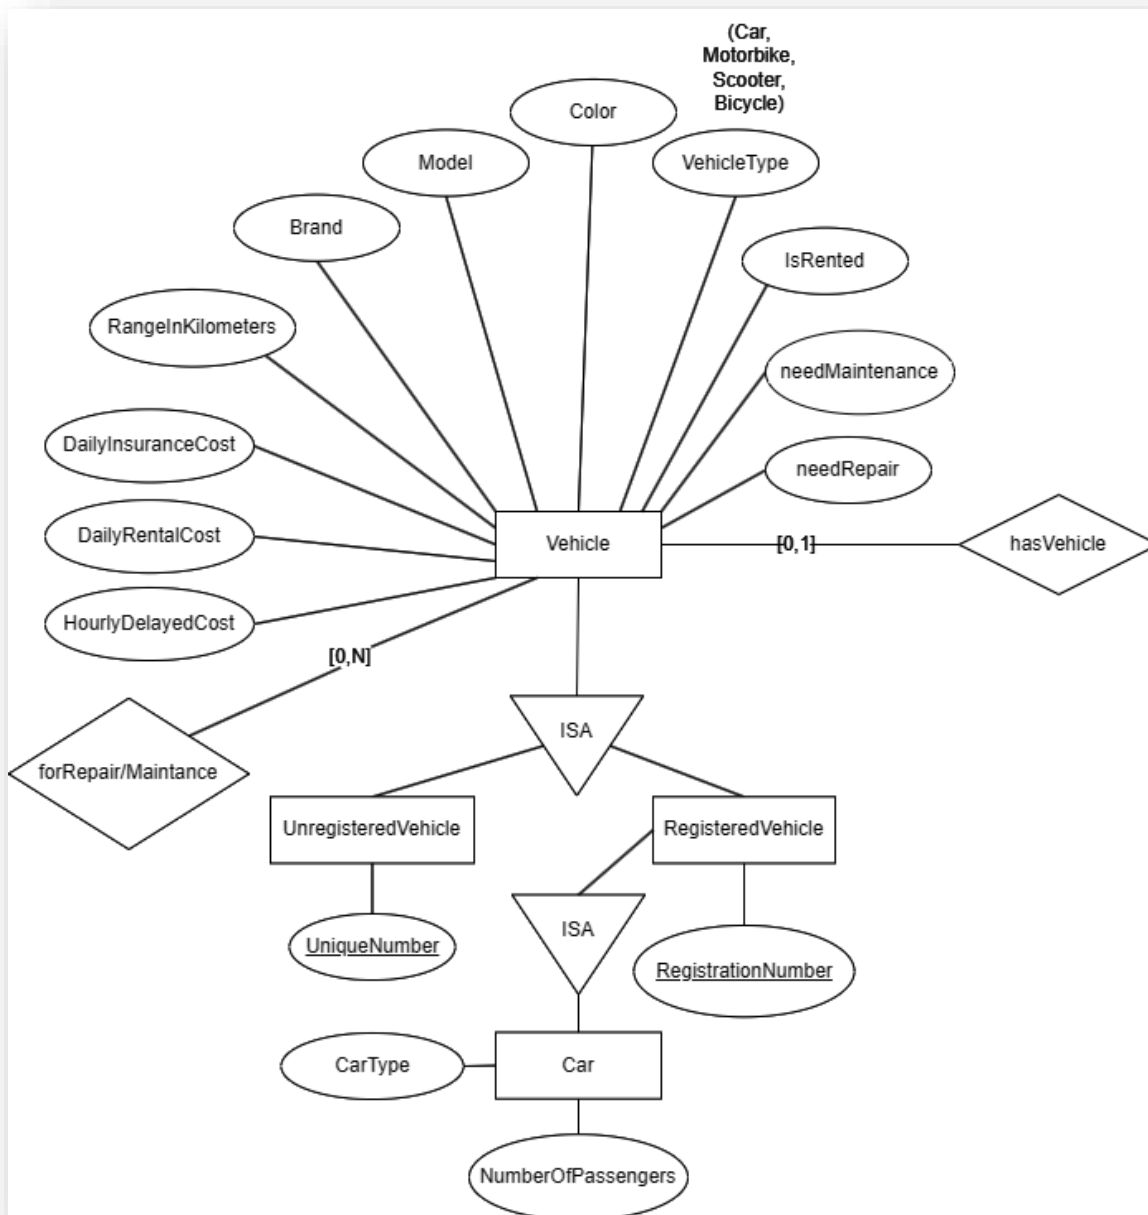 (Car,
Motorbike,
Scooter,
Bicycle)
Color
Model
VehicleType
Brand
IsRented
RangeInKilometers
needMaintenance
DailyInsuranceCost
needRepair
DailyRentalCost
Vehicle
[0,1]
hasVehicle
HourlyDelayedCost
[0,N]
ISA
forRepair/Maintance
UnregisteredVehicle
RegisteredVehicle
ISA
UniqueNumber
RegistrationNumber
CarType
Car
NumberOfPassengers